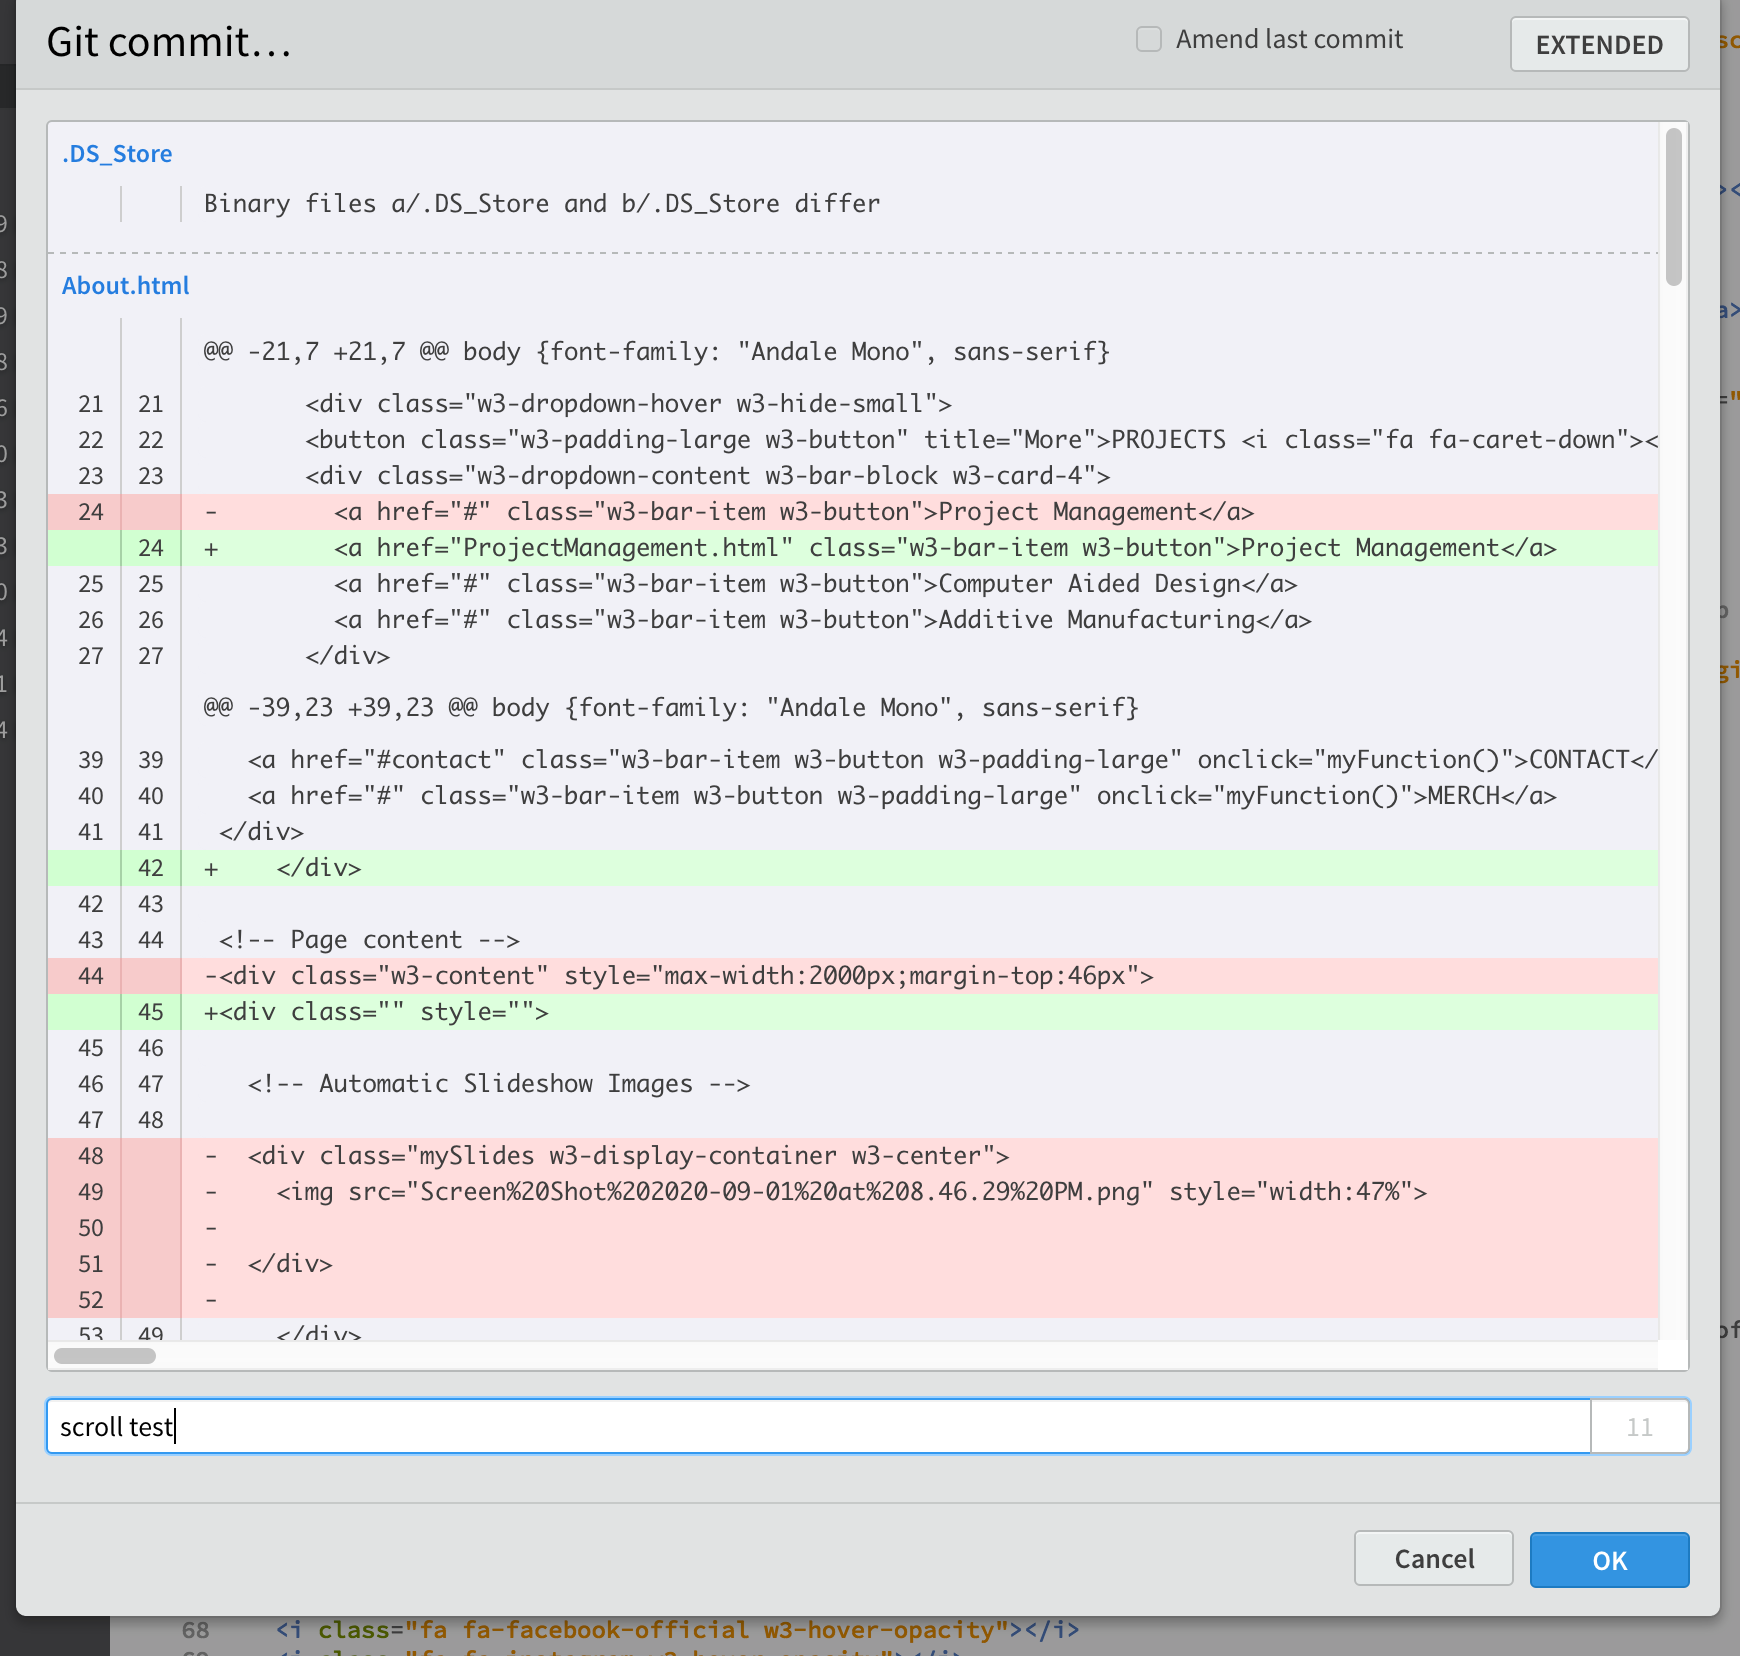 Git commit…
Amend last commit
EXTENDED
.DS_Store
Binary files a/.DS_Store and b/.DS_Store differ
About.html
@@ -21,7 +21,7 @@ body {font-family: "Andale Mono", sans-serif}
21 21 <div class="w3-dropdown-hover w3-hide-small">
22 22 <button class="w3-padding-large w3-button" title="More">PROJECTS <i class="fa fa-caret-down"><
23 23 <div class="w3-dropdown-content w3-bar-block w3-card-4">
24 - <a href="#" class="w3-bar-item w3-button">Project Management</a>
24 + <a href="ProjectManagement.html" class="w3-bar-item w3-button">Project Management</a>
25 25 <a href="#" class="w3-bar-item w3-button">Computer Aided Design</a>
26 26 <a href="#" class="w3-bar-item w3-button">Additive Manufacturing</a>
27 27 </div>
@@ -39,23 +39,23 @@ body {font-family: "Andale Mono", sans-serif}
39 39 <a href="#contact" class="w3-bar-item w3-button w3-padding-large" onclick="myFunction()">CONTACT</
40 40 <a href="#" class="w3-bar-item w3-button w3-padding-large" onclick="myFunction()">MERCH</a>
41 41 </div>
42 + </div>
42 43
43 44 <!-- Page content -->
44 -<div class="w3-content" style="max-width:2000px;margin-top:46px">
45 +<div class="" style="">
45 46
46 47 <!-- Automatic Slideshow Images -->
47 48
48 - <div class="mySlides w3-display-container w3-center">
49 - <img src="Screen%20Shot%202020-09-01%20at%208.46.29%20PM.png" style="width:47%">
50 -
51 - </div>
52 -
53 49 </div>
scroll test
11
Cancel
OK
68 <i class="fa fa-facebook-official w3-hover-opacity"></i>